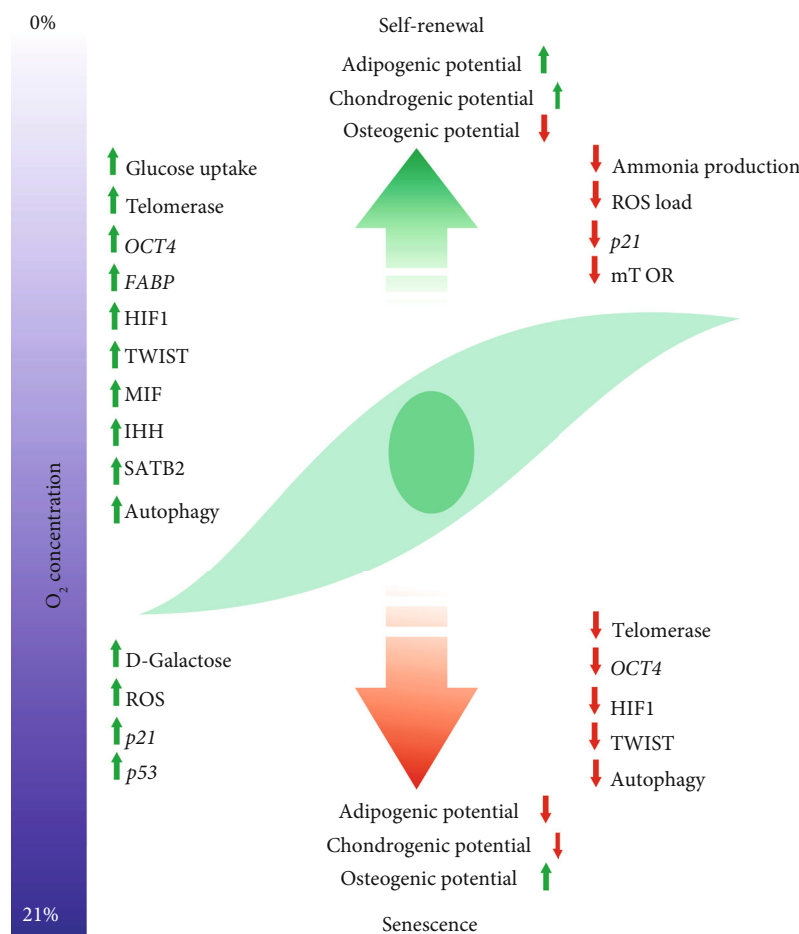 0%
Self-renewal
Adipogenic potential
Chondrogenic potential
Osteogenic potential
Glucose uptake
Telomerase
OCT4
FABP
HIF1
TWIST
MIF
IHH
SATB2
Autophagy
Ammonia production
ROS load
p21
mT OR
O₂ concentration
D-Galactose
ROS
p21
p53
Telomerase
OCT4
HIF1
TWIST
Autophagy
Adipogenic potential
Chondrogenic potential
Osteogenic potential
Senescence
21%